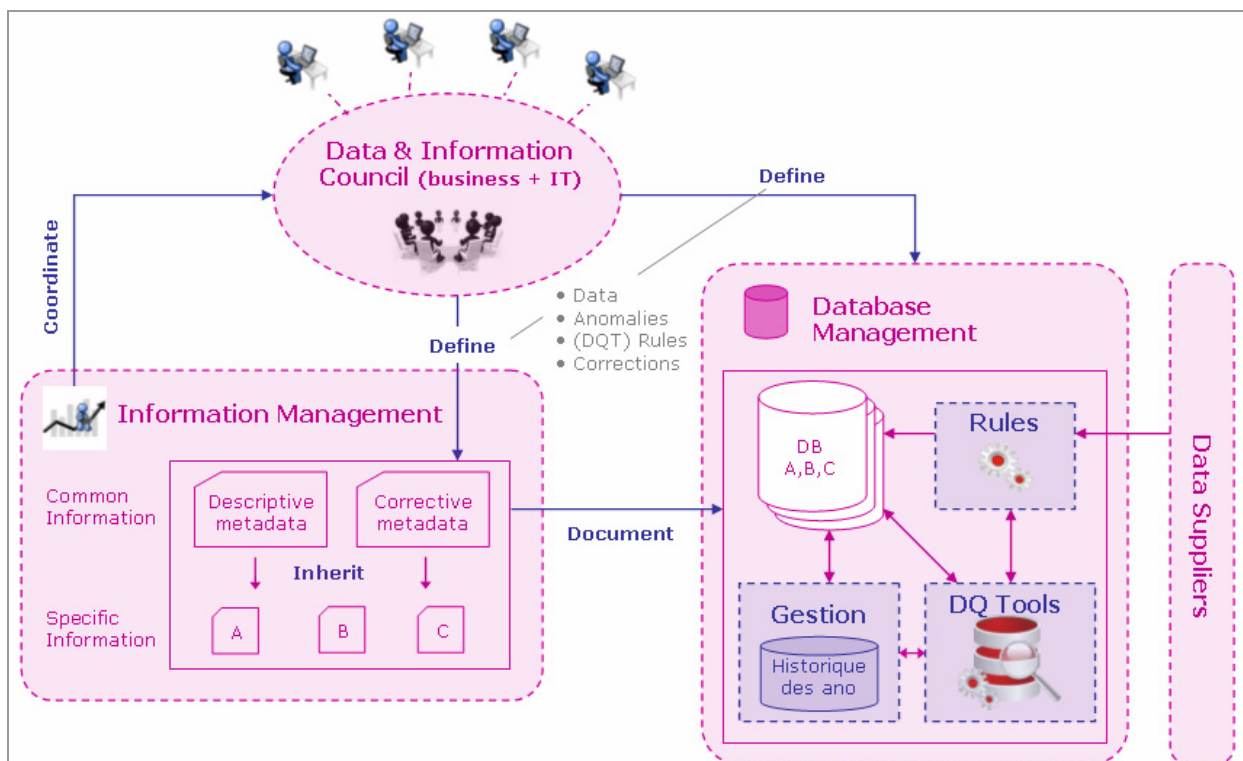 Data & Information
Council (business + IT)
Define
Coordinate
Define
• Data
• Anomalies
• (DQT) Rules
• Corrections
Database
Management
Information Management
Common
Information
Descriptive
metadata
Corrective
metadata
Inherit
Specific
Information
A
B
C
Document
DB
A,B,C
Rules
Gestion
Historique
des ano
DQ Tools
Data Suppliers